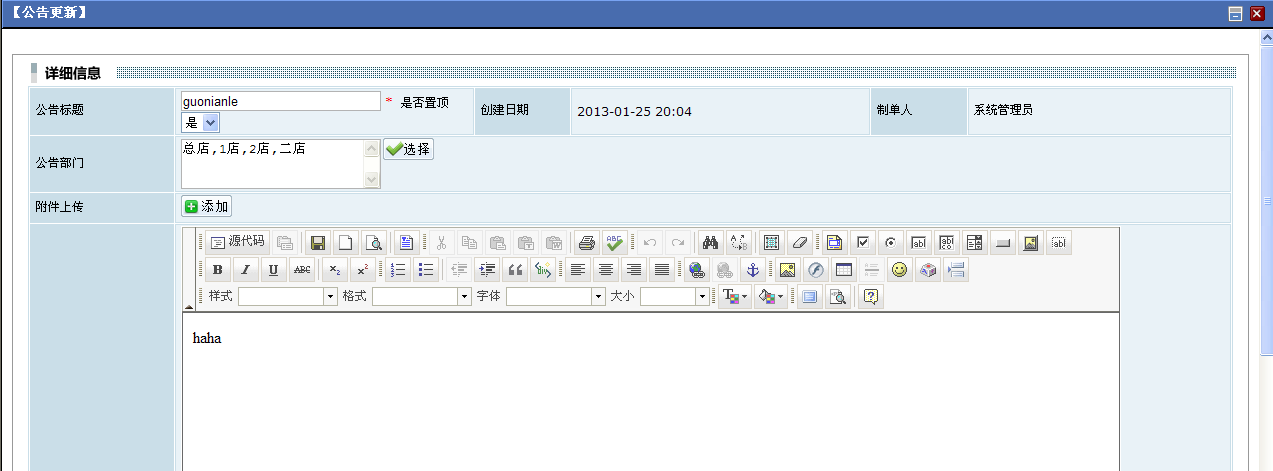 【公告更新】
详细信息
公告标题 guonianle * 是否置顶 创建日期 2013-01-25 20:04 制单人 系统管理员
是
公告部门 总店,1店,2店,二店 选择
附件上传 添加
源代码
样式 格式 字体 大小
haha